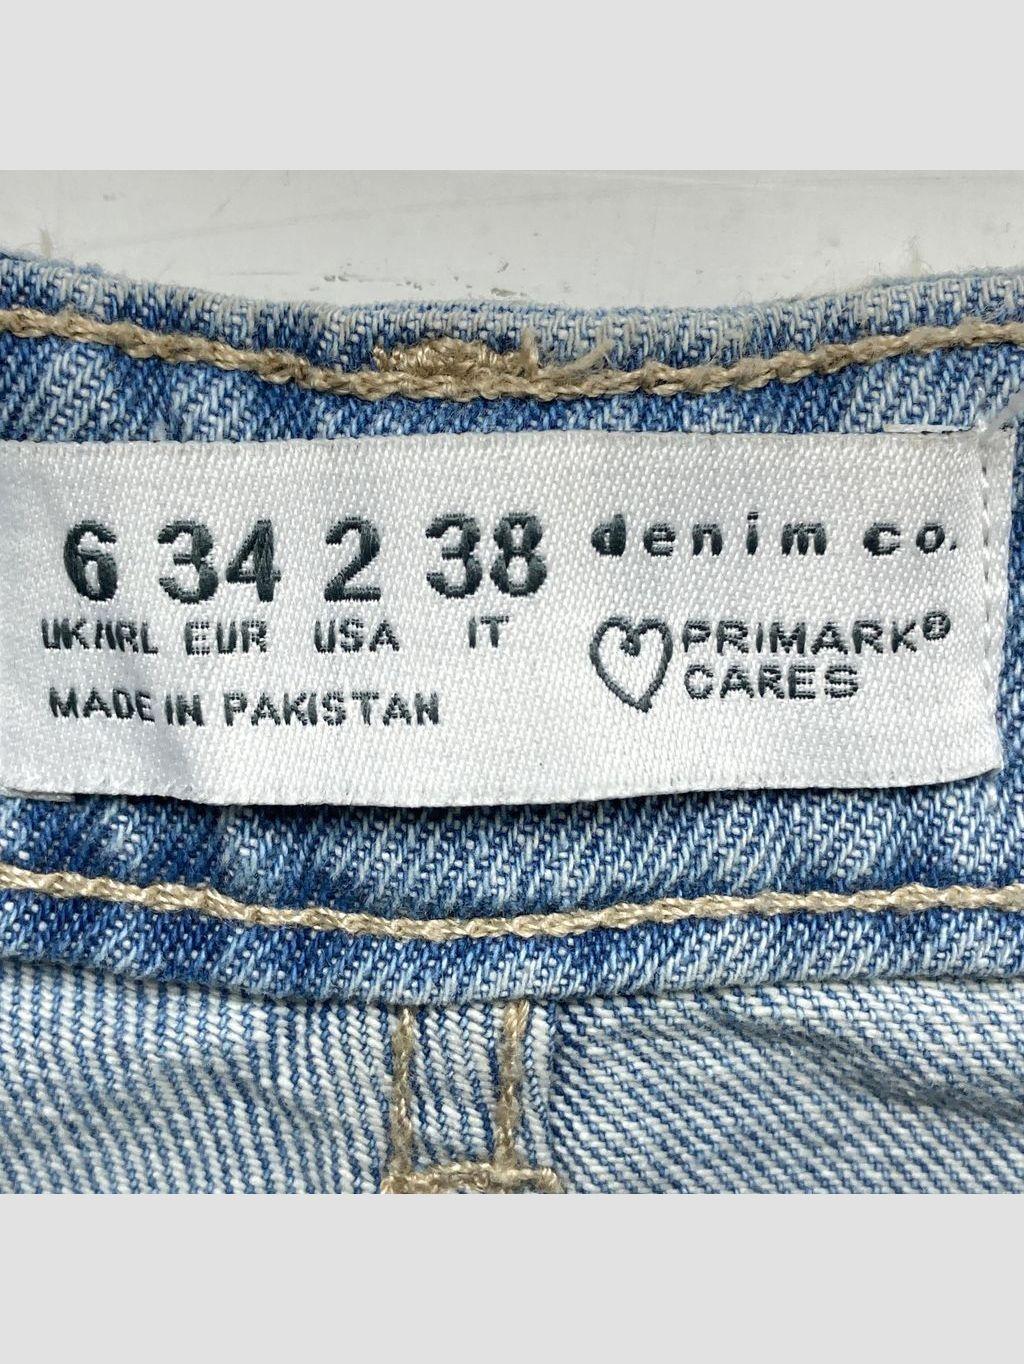 6 34 2 38
UK/IRL EUR USA IT
MADE IN PAKISTAN
denim co.
PRIMARK®
CARES